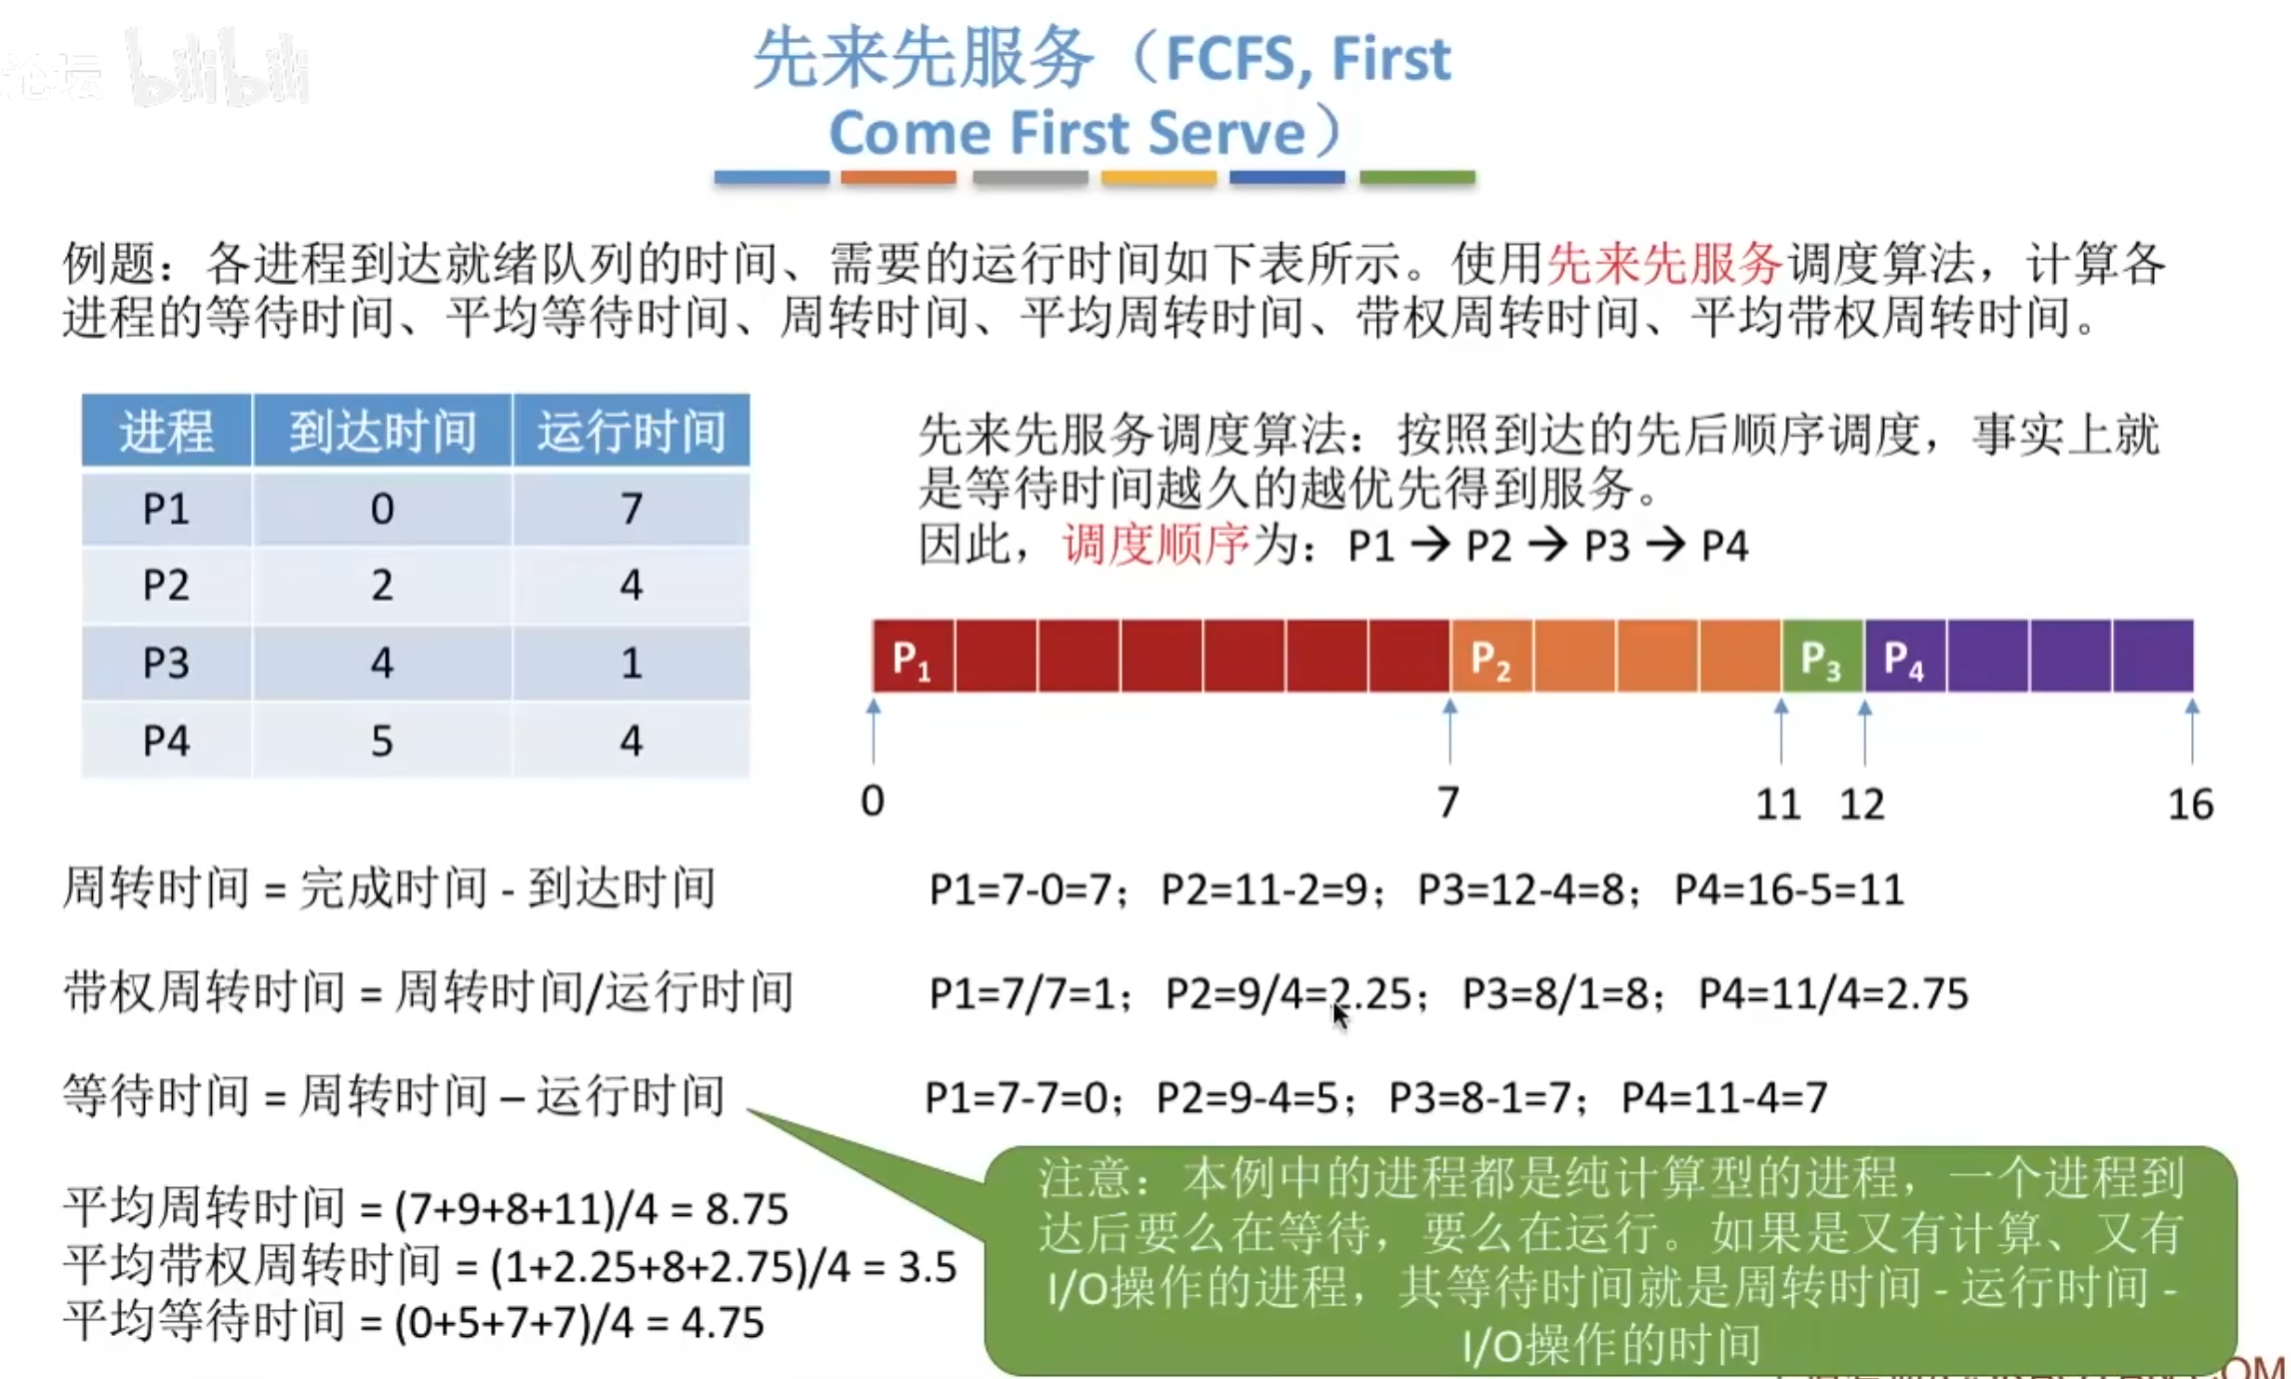 论坛 bilibili
先来先服务（FCFS, First
Come First Serve）
例题：各进程到达就绪队列的时间、需要的运行时间如下表所示。使用先来先服务调度算法，计算各
进程的等待时间、平均等待时间、周转时间、平均周转时间、带权周转时间、平均带权周转时间。
进程 到达时间 运行时间
P1 0 7
P2 2 4
P3 4 1
P4 5 4
先来先服务调度算法：按照到达的先后顺序调度，事实上就
是等待时间越久的越优先得到服务。
因此，调度顺序为：P1 → P2 → P3 → P4
P₁ P₂ P₃ P₄
0 7 11 12 16
周转时间 = 完成时间 - 到达时间
P1=7-0=7；P2=11-2=9；P3=12-4=8；P4=16-5=11
带权周转时间 = 周转时间/运行时间
P1=7/7=1；P2=9/4=2.25；P3=8/1=8；P4=11/4=2.75
等待时间 = 周转时间 – 运行时间
P1=7-7=0；P2=9-4=5；P3=8-1=7；P4=11-4=7
平均周转时间 = (7+9+8+11)/4 = 8.75
平均带权周转时间 = (1+2.25+8+2.75)/4 = 3.5
平均等待时间 = (0+5+7+7)/4 = 4.75
注意：本例中的进程都是纯计算型的进程，一个进程到
达后要么在等待，要么在运行。如果是又有计算、又有
I/O操作的进程，其等待时间就是周转时间 - 运行时间 -
I/O操作的时间